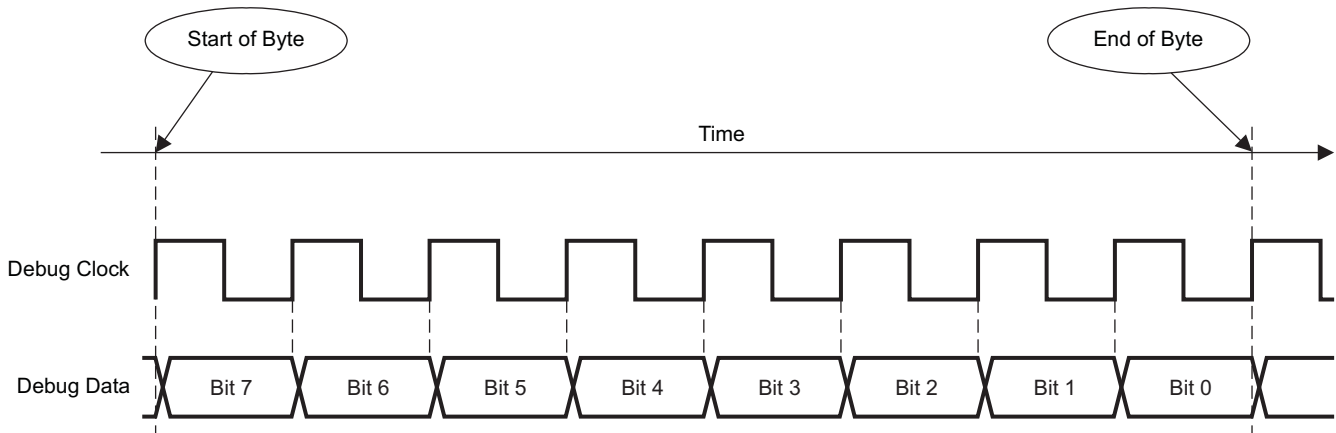 Start of Byte
End of Byte
Time
Debug Clock
Debug Data
Bit 7
Bit 6
Bit 5
Bit 4
Bit 3
Bit 2
Bit 1
Bit 0